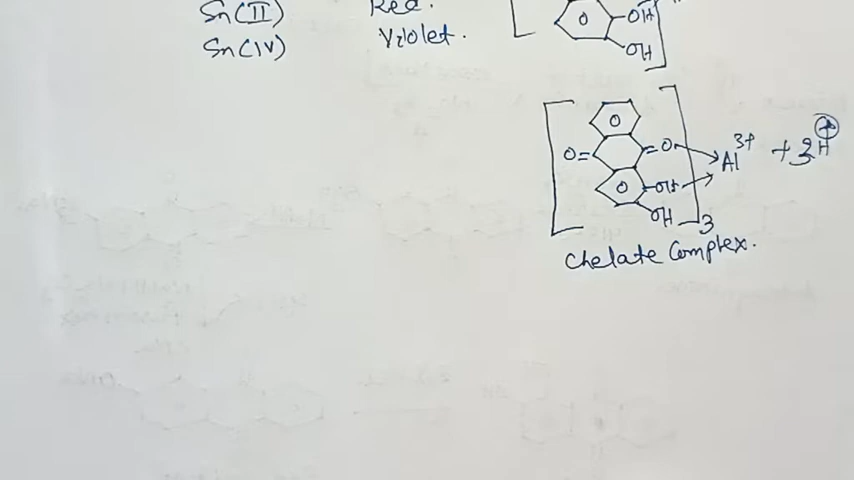 Sn(II) Red.
Sn(IV) Violet.
OH
OH
O= =O Al3+ + 3H+
OH
OH 3
Chelate Complex.